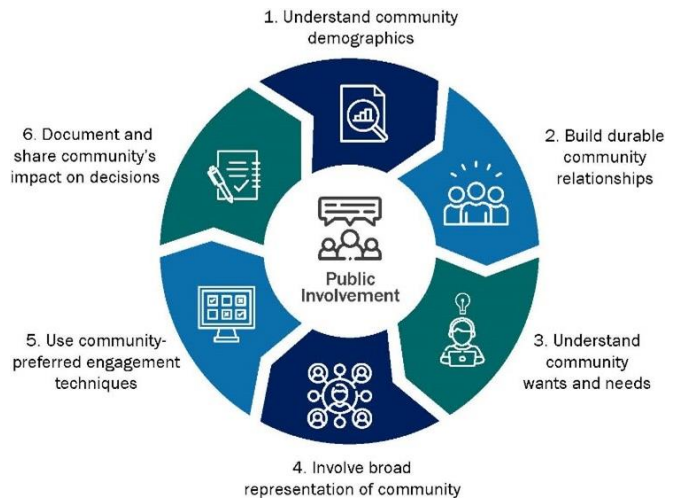 1. Understand community
demographics
2. Build durable
community
relationships
3. Understand
community
wants and needs
4. Involve broad
representation of community
5. Use community-
preferred engagement
techniques
6. Document and
share community's
impact on decisions
Public
Involvement